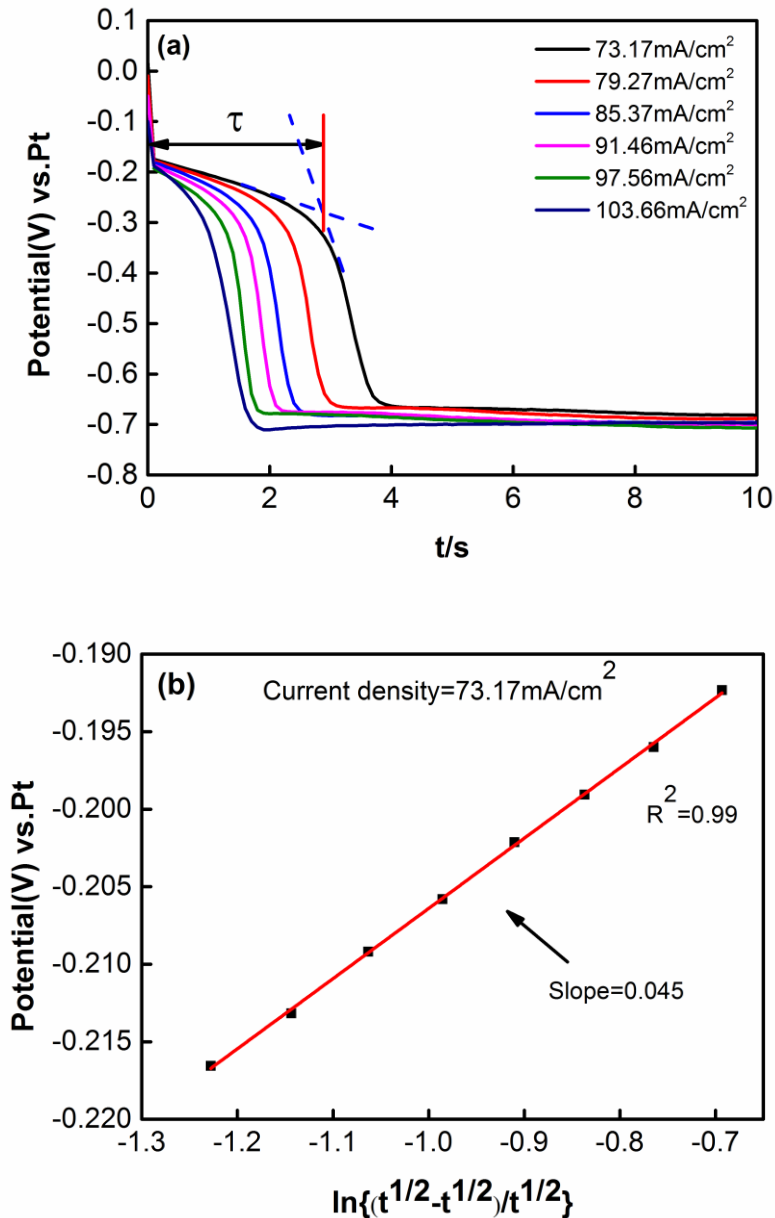 (a)
73.17mA/cm²
79.27mA/cm²
85.37mA/cm²
91.46mA/cm²
97.56mA/cm²
103.66mA/cm²
τ
0.1
0.0
-0.1
-0.2
-0.3
-0.4
-0.5
-0.6
-0.7
-0.8
Potential(V) vs.Pt
0 2 4 6 8 10
t/s
(b)
Current density=73.17mA/cm²
R²=0.99
Slope=0.045
-0.190
-0.195
-0.200
-0.205
-0.210
-0.215
-0.220
Potential(V) vs.Pt
-1.3 -1.2 -1.1 -1.0 -0.9 -0.8 -0.7
ln{(t^1/2-t^1/2)/t^1/2}